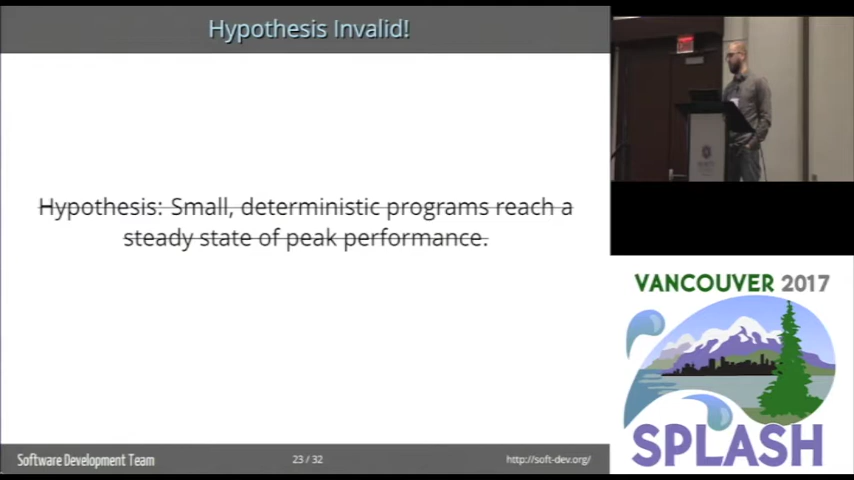 Hypothesis Invalid!
Hypothesis: Small, deterministic programs reach a
steady state of peak performance.
Software Development Team
23 / 32
http://soft-dev.org/
VANCOUVER 2017
SPLASH